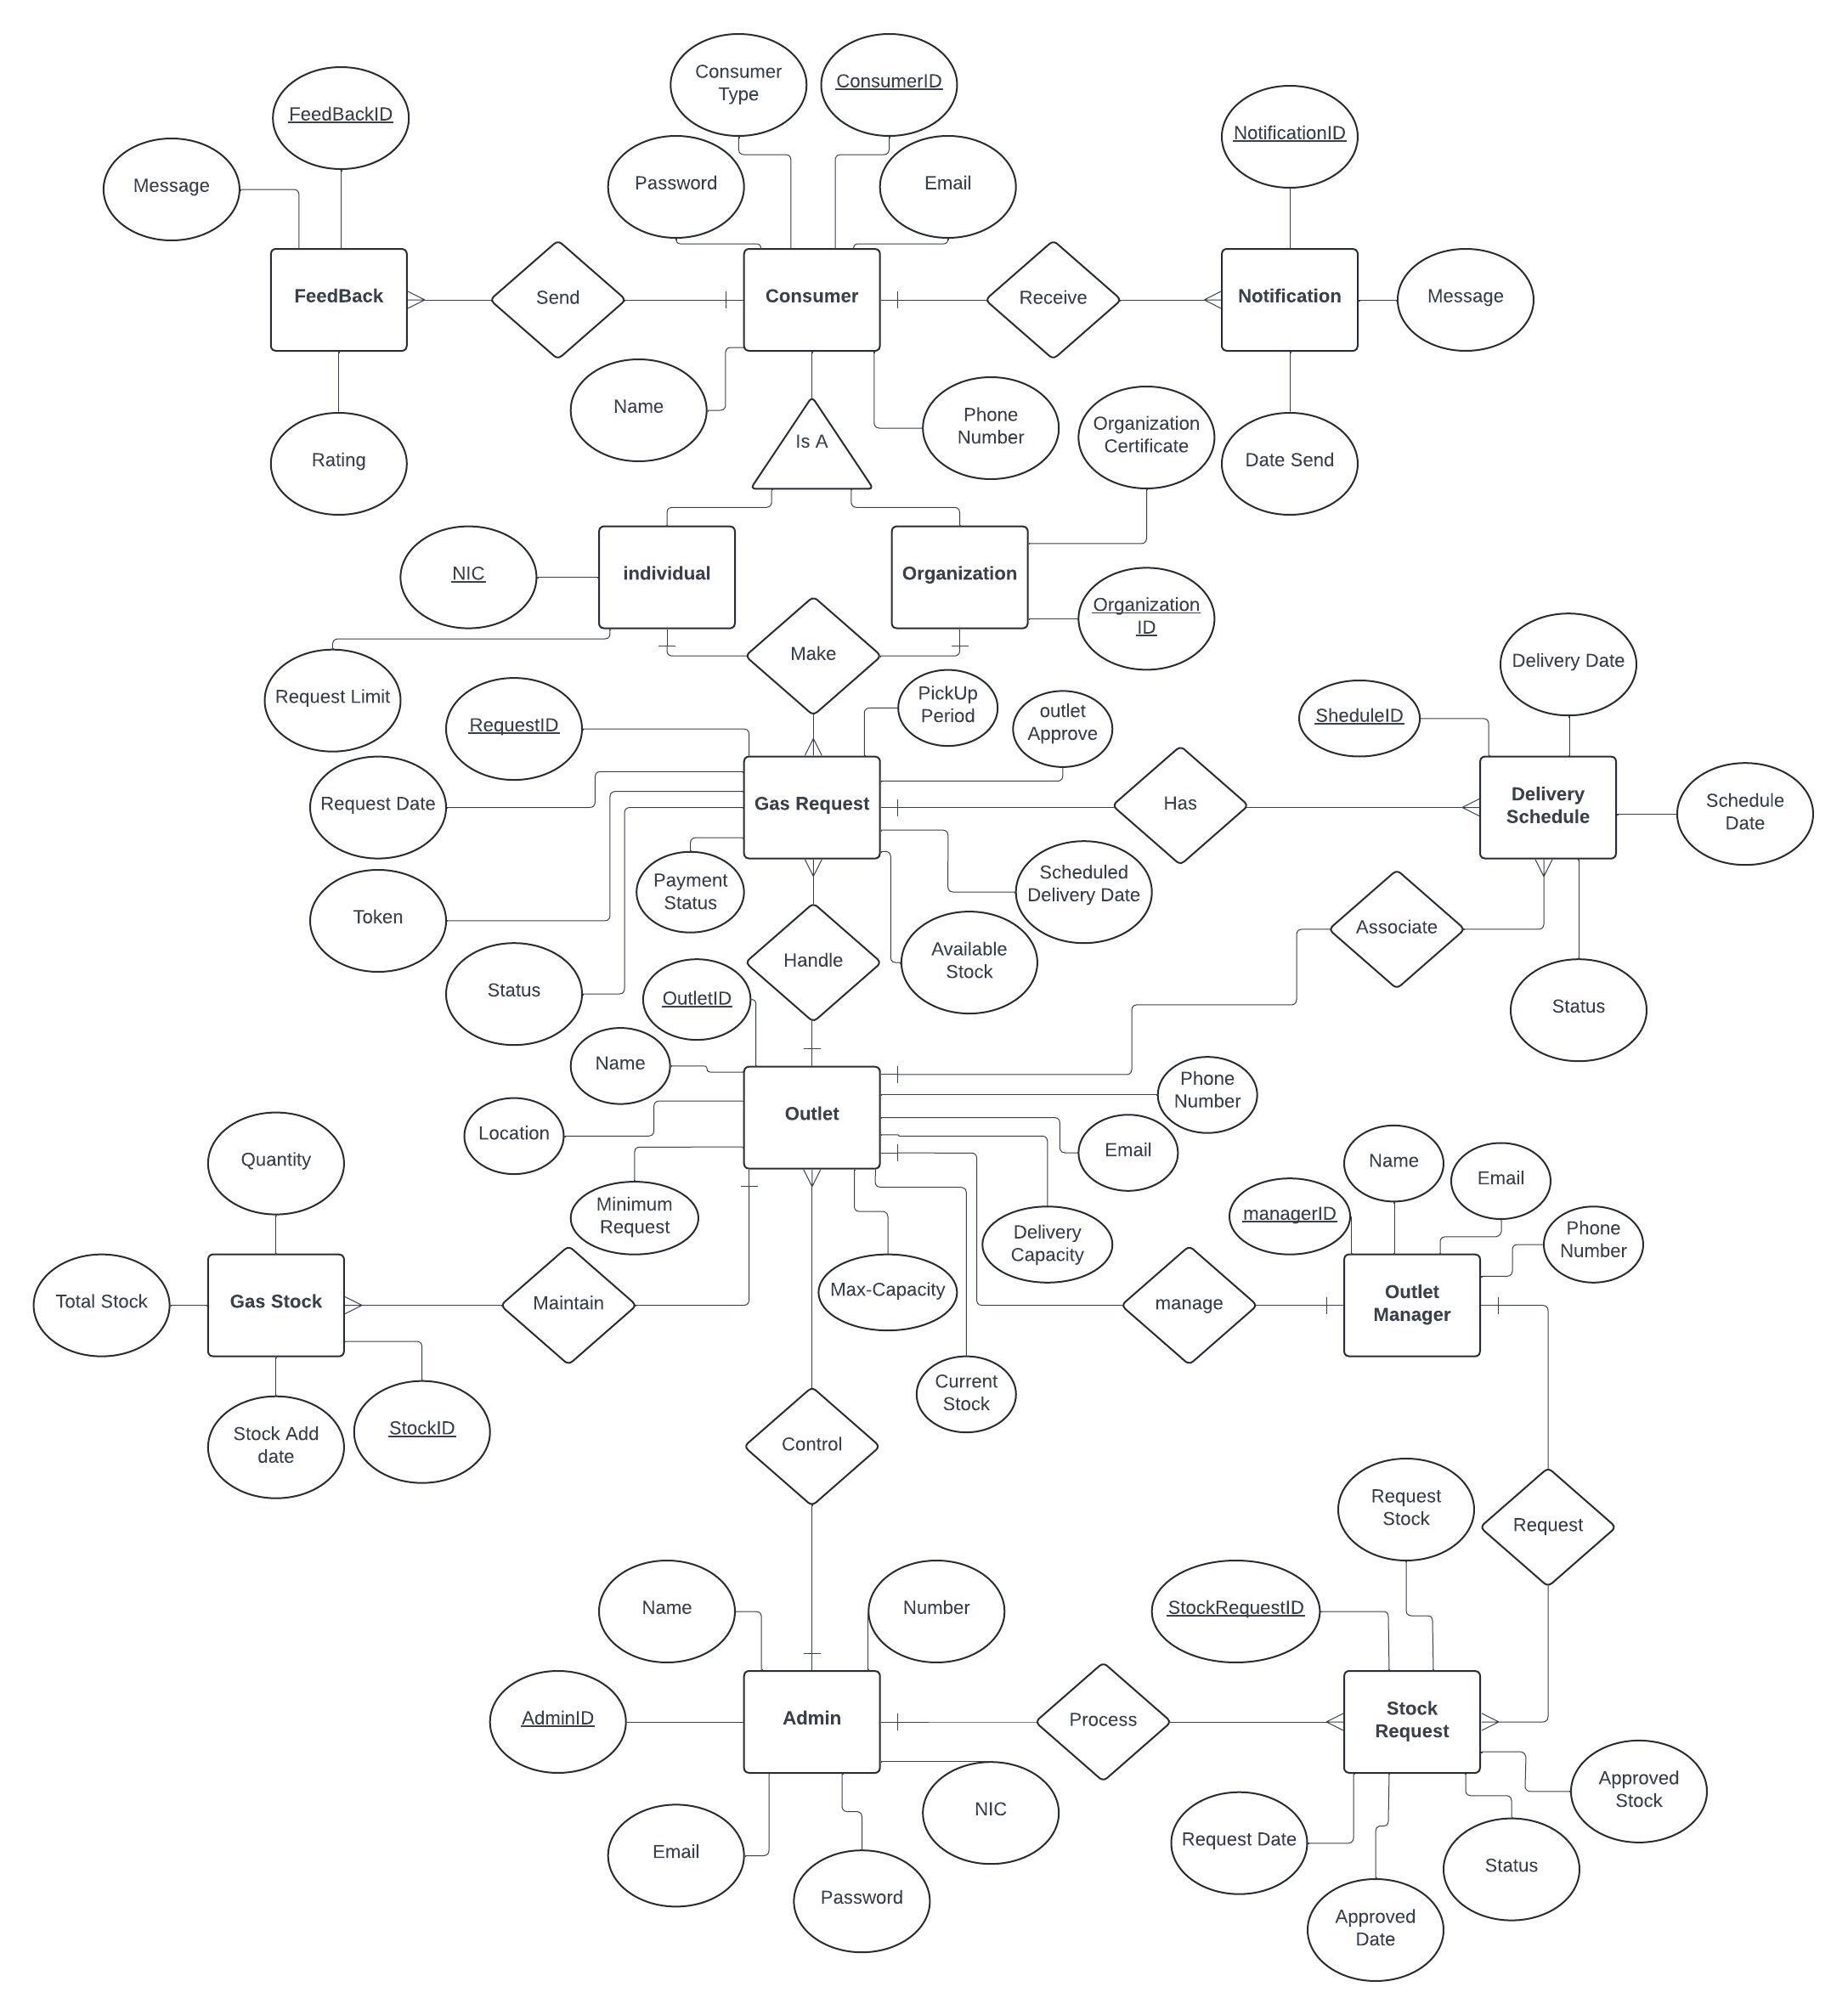 Consumer
Type
ConsumerID
FeedBackID
NotificationID
Message
Password
Email
FeedBack
Send
Consumer
Receive
Notification
Message
Name
Phone
Number
Organization
Certificate
Is A
Rating
Date Send
NIC
individual
Organization
Organization
ID
Make
Request Limit
PickUp
Period
outlet
Approve
Delivery Date
RequestID
SheduleID
Request Date
Gas Request
Has
Delivery
Schedule
Schedule
Date
Payment
Status
Scheduled
Delivery Date
Token
Associate
Available
Stock
Handle
Status
OutletID
Status
Name
Phone
Number
Outlet
Location
Email
Quantity
Name
Email
Minimum
Request
managerID
Phone
Number
Delivery
Capacity
Total Stock
Gas Stock
Maintain
Max-Capacity
manage
Outlet
Manager
Current
Stock
Stock Add
date
StockID
Control
Request
Stock
Request
Name
Number
StockRequestID
AdminID
Admin
Process
Stock
Request
NIC
Approved
Stock
Email
Request Date
Status
Password
Approved
Date